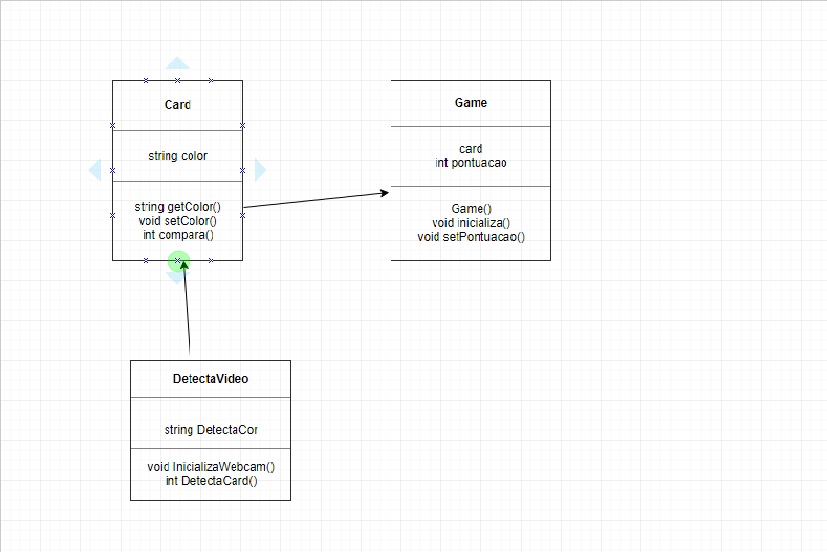 Card
string color
string getColor()
void setColor()
int compara()
Game
card
int pontuacao
Game()
void inicializa()
void setPontuacao()
DetectaVideo
string DetectaCor
void InicializaWebcam()
int DetectaCard()